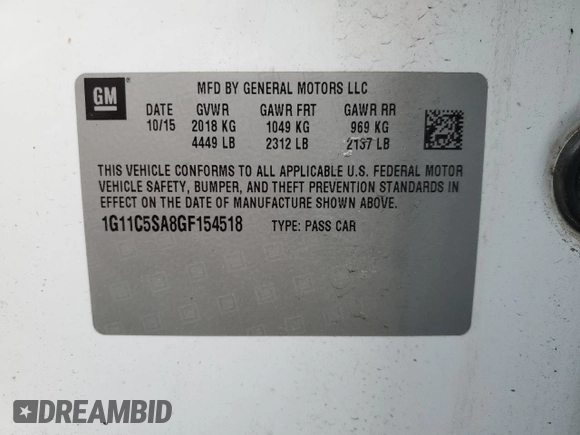 GM
MFD BY GENERAL MOTORS LLC
DATE GVWR GAWR FRT GAWR RR
10/15 2018 KG 1049 KG 969 KG
4449 LB 2312 LB 2137 LB
THIS VEHICLE CONFORMS TO ALL APPLICABLE U.S. FEDERAL MOTOR
VEHICLE SAFETY, BUMPER, AND THEFT PREVENTION STANDARDS IN
EFFECT ON THE DATE OF MANUFACTURE SHOWN ABOVE.
1G11C5SA8GF154518 TYPE: PASS CAR
DREAMBID